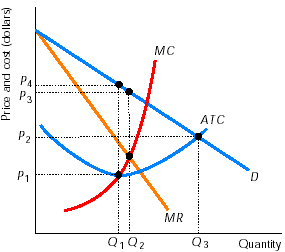 Price and cost (dollars)
MC
P4
P3
ATC
P2
P1
D
MR
Q1 Q2 Q3 Quantity